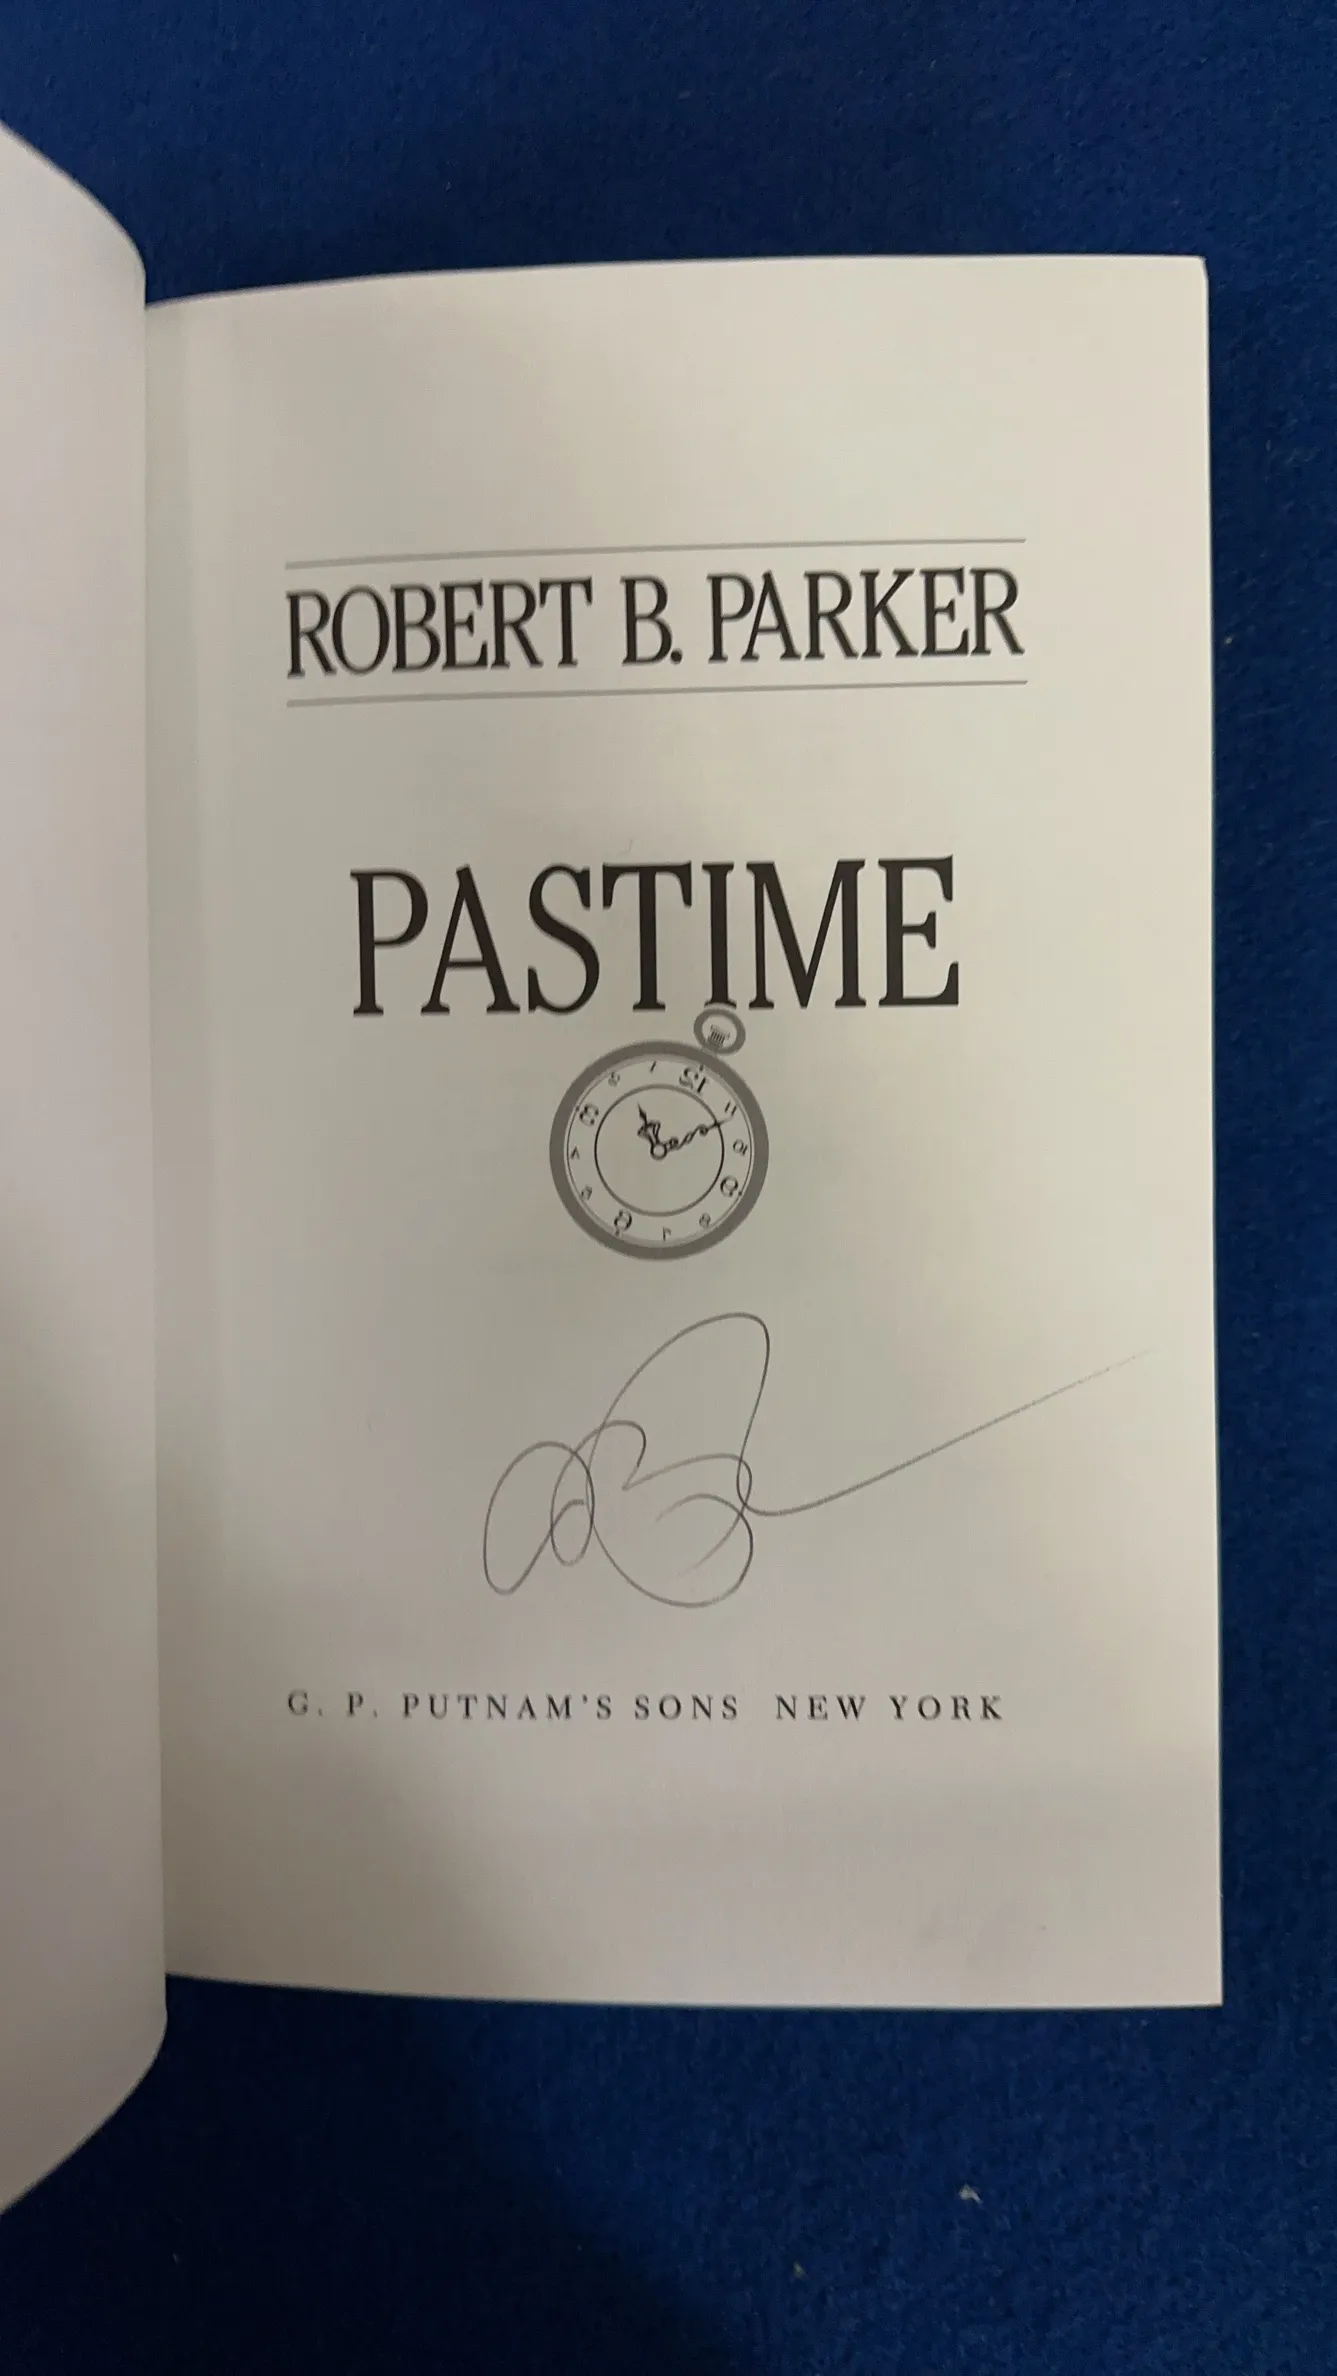 ROBERT B. PARKER
PASTIME
G. P. PUTNAM'S SONS NEW YORK